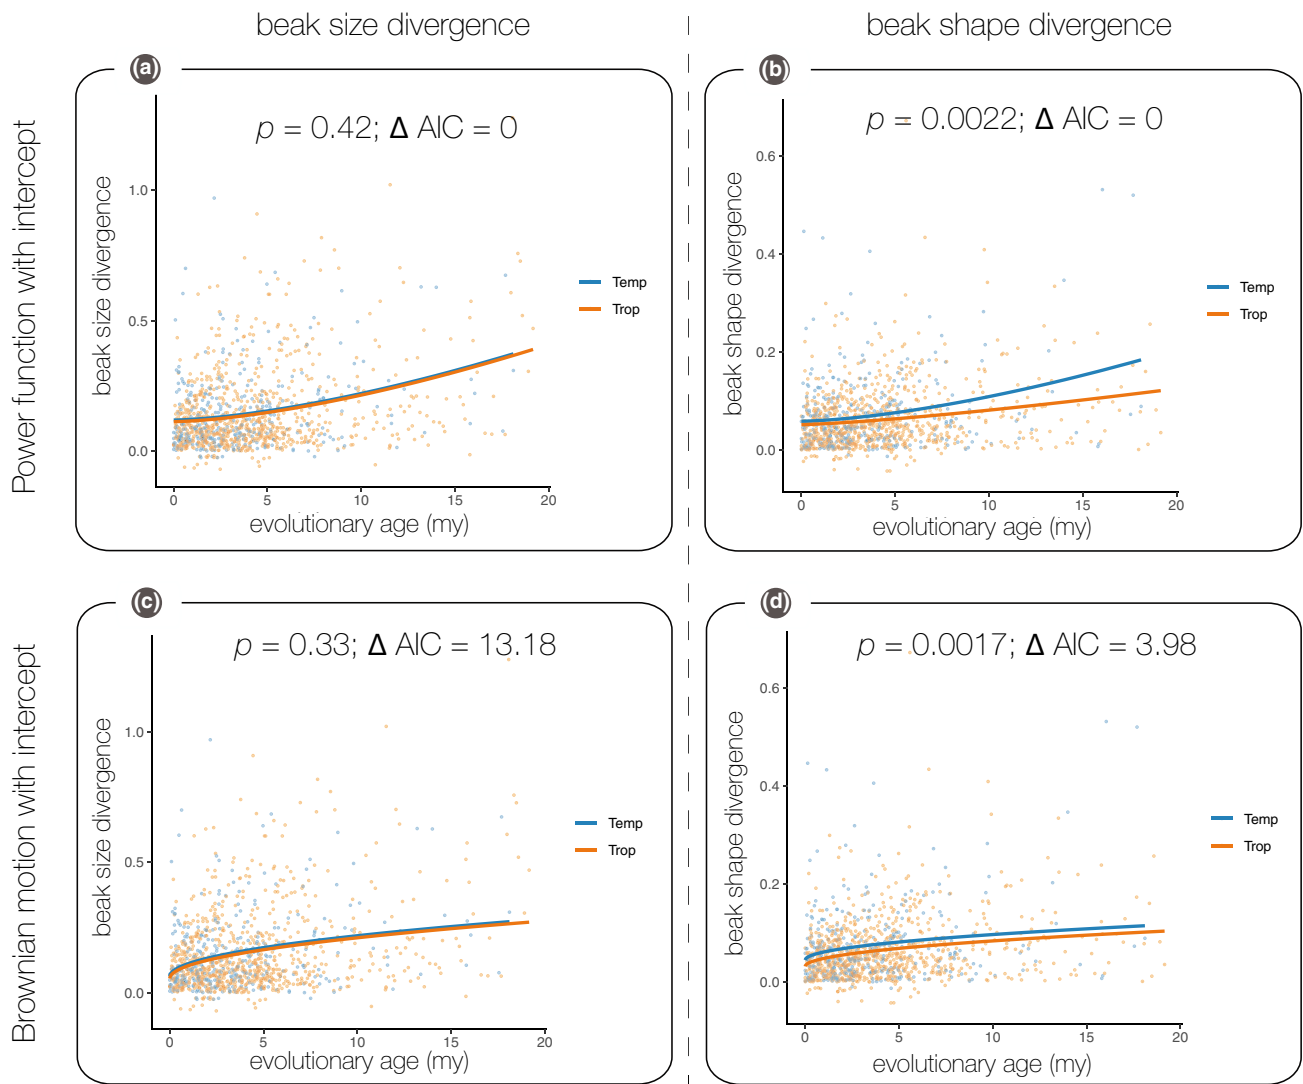 beak size divergence
beak shape divergence
Power function with intercept
(a)
p = 0.42; Δ AIC = 0
beak size divergence
1.0
0.5
0.0
0
5
10
15
20
evolutionary age (my)
Temp
Trop
(b)
p = 0.0022; Δ AIC = 0
beak shape divergence
0.6
0.4
0.2
0.0
0
5
10
15
20
evolutionary age (my)
Temp
Trop
Brownian motion with intercept
(c)
p = 0.33; Δ AIC = 13.18
beak size divergence
1.0
0.5
0.0
0
5
10
15
20
evolutionary age (my)
Temp
Trop
(d)
p = 0.0017; Δ AIC = 3.98
beak shape divergence
0.6
0.4
0.2
0.0
0
5
10
15
20
evolutionary age (my)
Temp
Trop